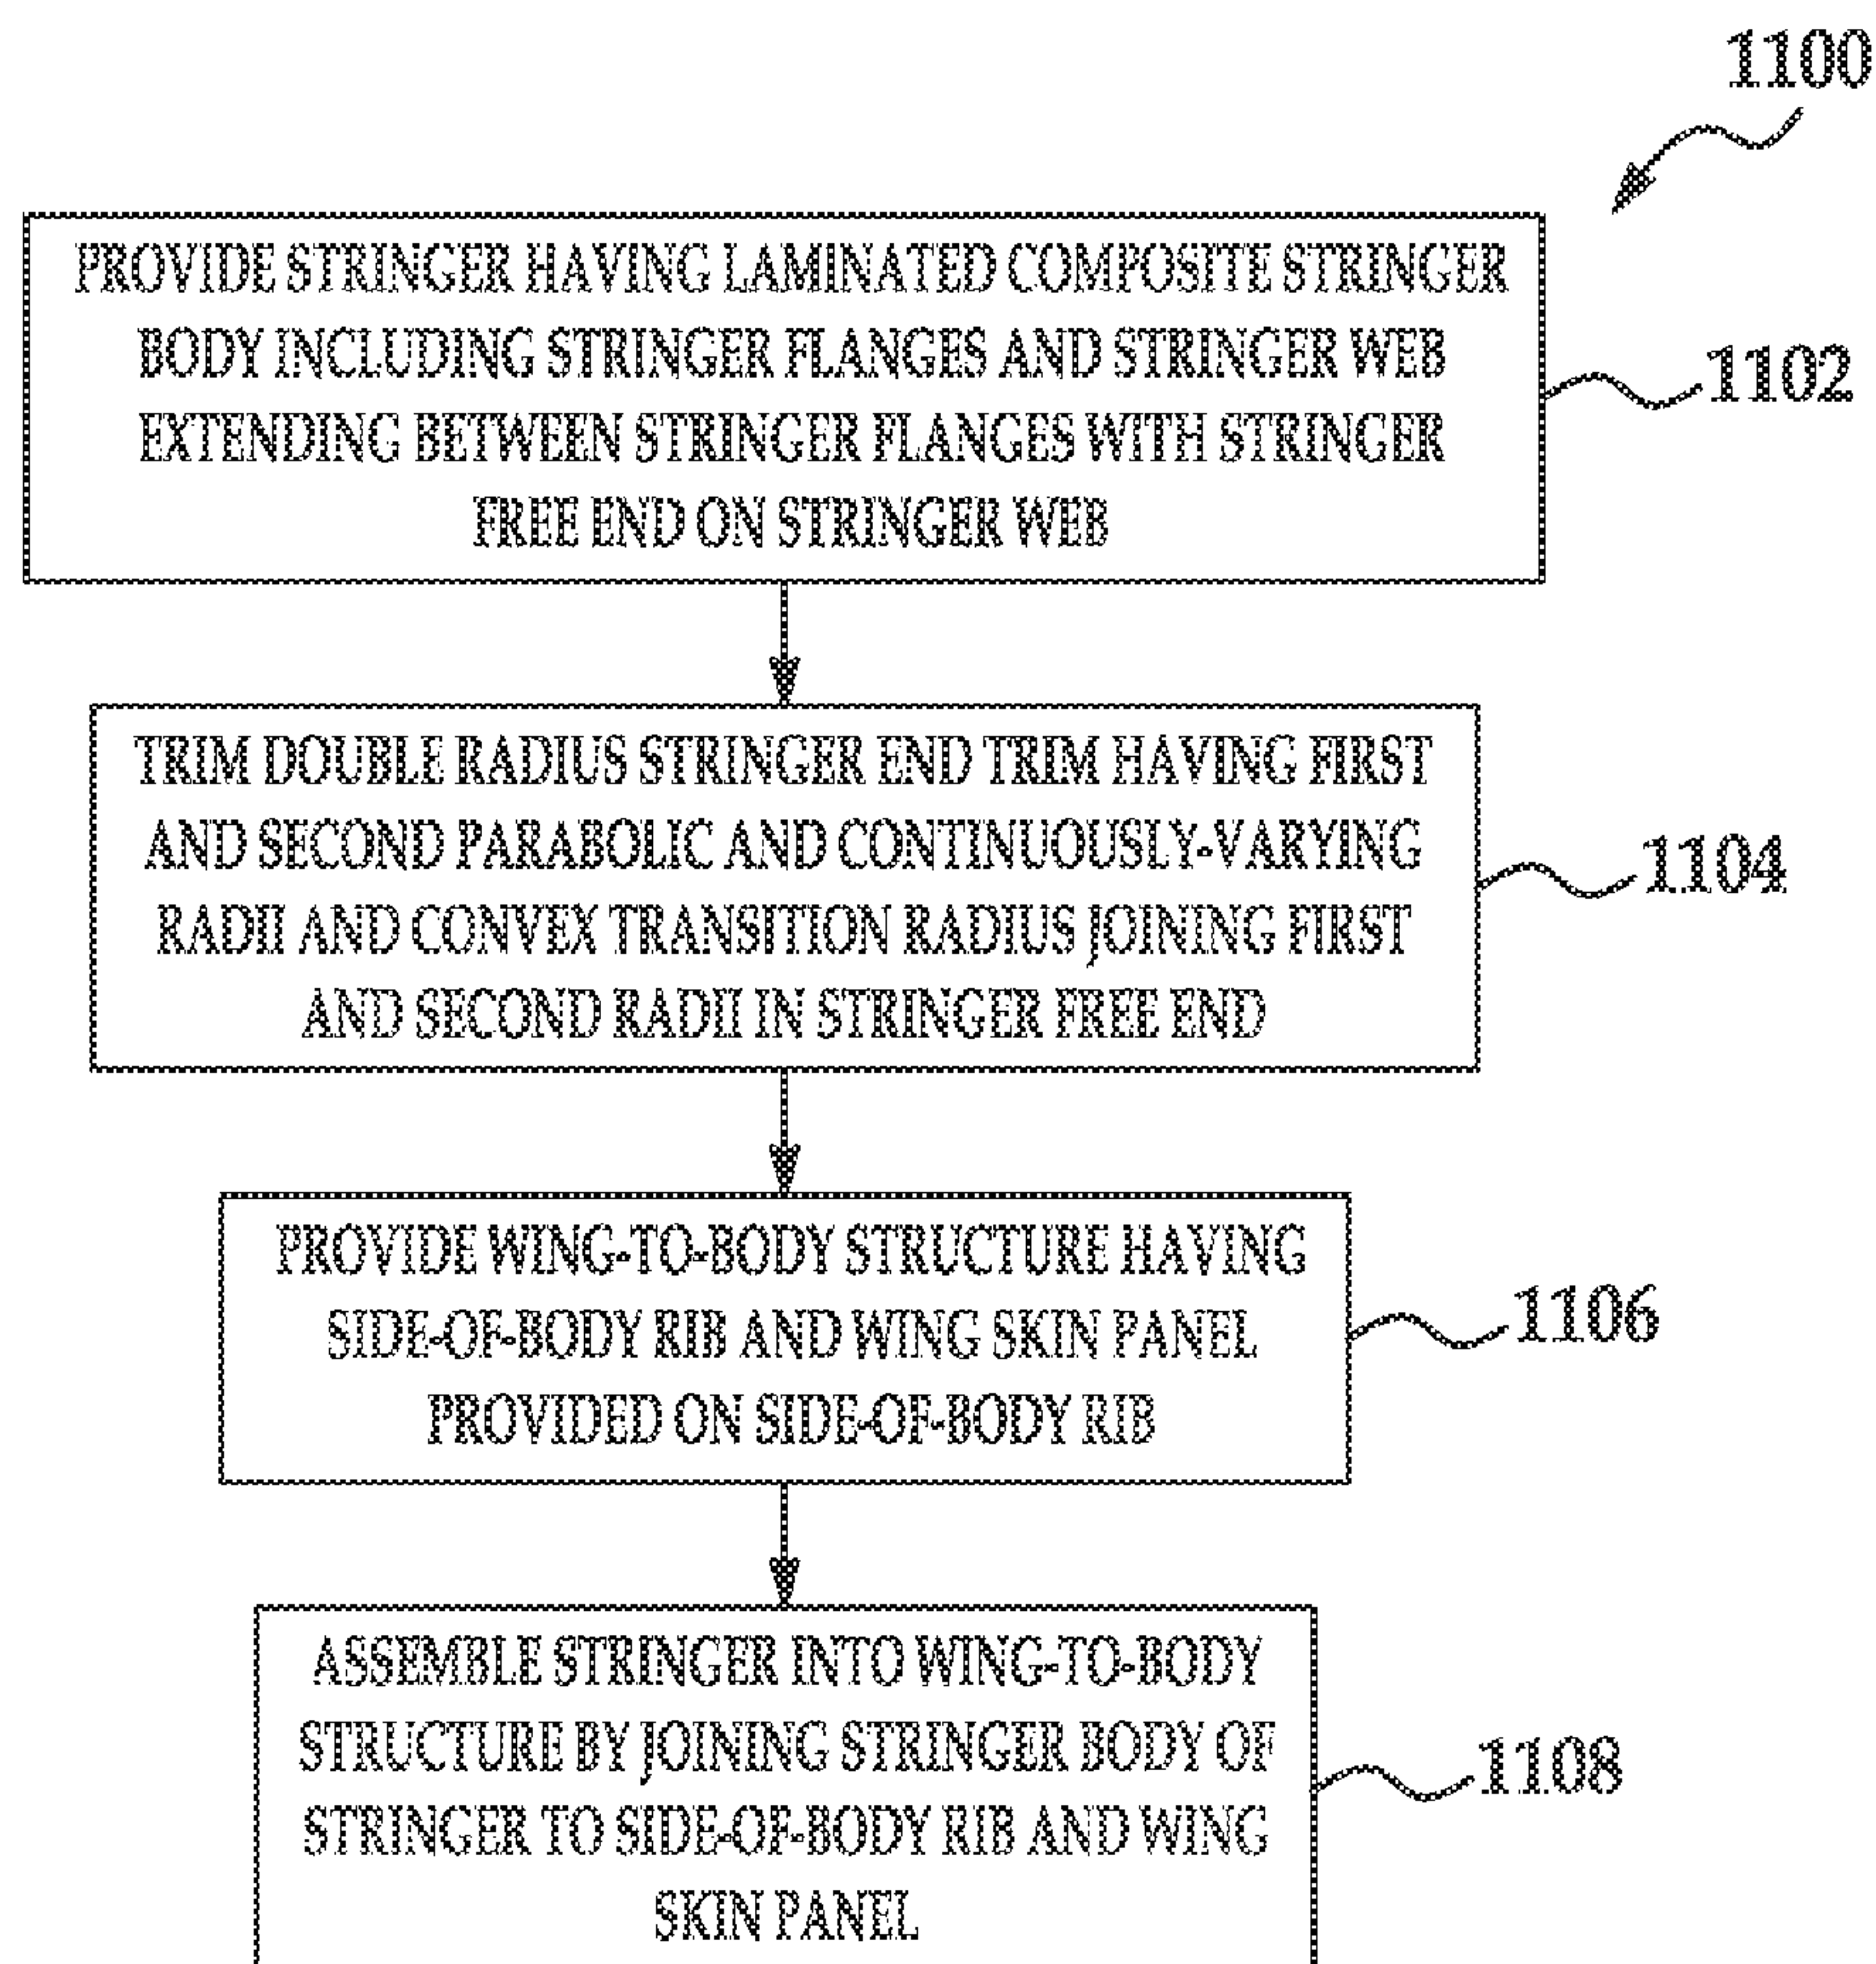 1100
PROVIDE STRINGER HAVING LAMINATED COMPOSITE STRINGER
BODY INCLUDING STRINGER FLANGES AND STRINGER WEB
EXTENDING BETWEEN STRINGER FLANGES WITH STRINGER
FREE END ON STRINGER WEB
1102
TRIM DOUBLE RADIUS STRINGER END TRIM HAVING FIRST
AND SECOND PARABOLIC AND CONTINUOUSLY-VARYING
RADII AND CONVEX TRANSITION RADIUS JOINING FIRST
AND SECOND RADII IN STRINGER FREE END
1104
PROVIDE WING-TO-BODY STRUCTURE HAVING
SIDE-OF-BODY RIB AND WING SKIN PANEL
PROVIDED ON SIDE-OF-BODY RIB
1106
ASSEMBLE STRINGER INTO WING-TO-BODY
STRUCTURE BY JOINING STRINGER BODY OF
STRINGER TO SIDE-OF-BODY RIB AND WING
SKIN PANEL
1108